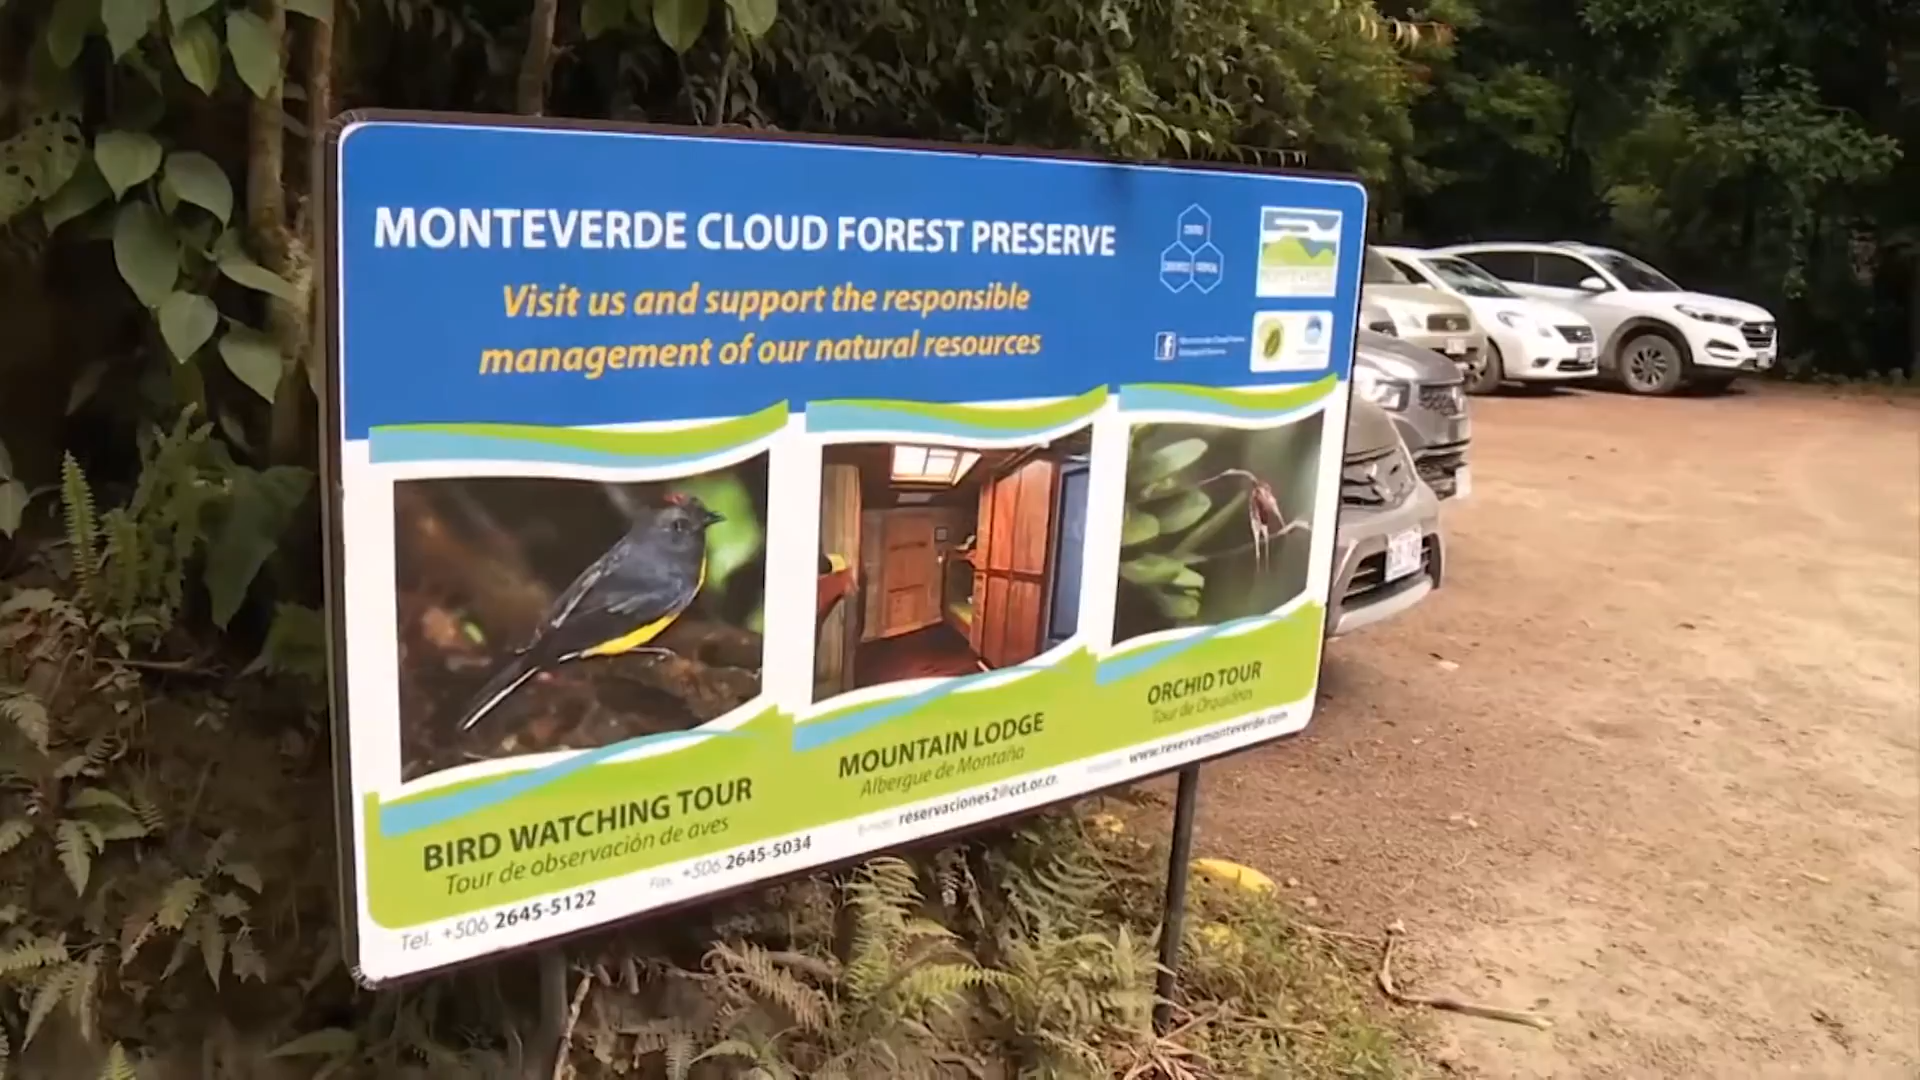 MONTEVERDE CLOUD FOREST PRESERVE
Visit us and support the responsible
management of our natural resources
BIRD WATCHING TOUR
Tour de observación de aves
MOUNTAIN LODGE
Albergue de Montaña
ORCHID TOUR
Tour de Orquídeas
Tel. +506 2645-5122
Fax. +506 2645-5034
reservaciones2@cct.or.cr.
www.reservamonteverde.com